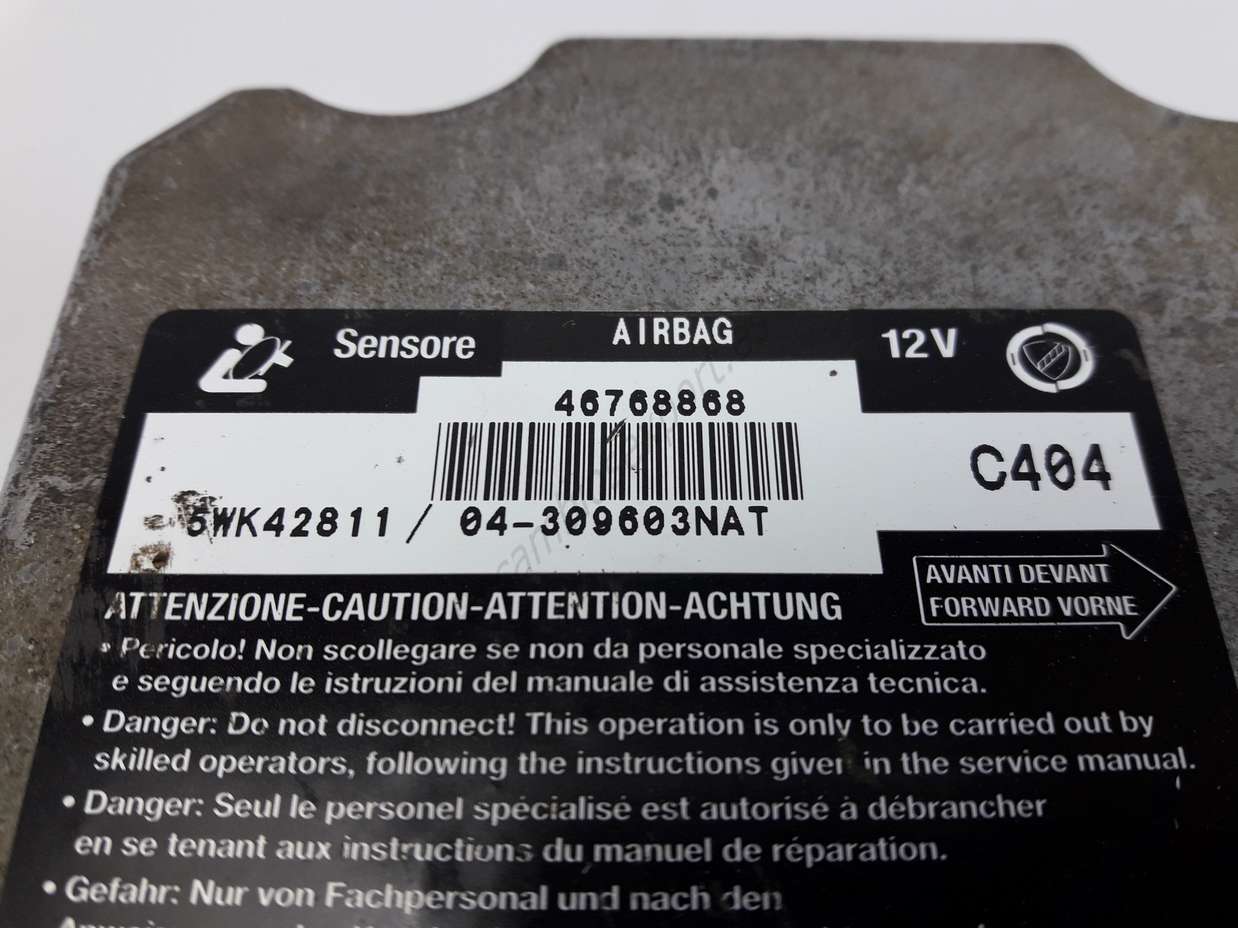 Sensore AIRBAG 12V
46768868
C404
5WK42811 / 04-309603NAT
AVANTI DEVANT
FORWARD VORNE
ATTENZIONE-CAUTION-ATTENTION-ACHTUNG
• Pericolo! Non scollegare se non da personale specializzato
e seguendo le istruzioni del manuale di assistenza tecnica.
• Danger: Do not disconnect! This operation is only to be carried out by
skilled operators, following the instructions given in the service manual.
• Danger: Seul le personel spécialisé est autorisé à débrancher
en se tenant aux instructions du manuel de réparation.
• Gefahr: Nur von Fachpersonal und nach den